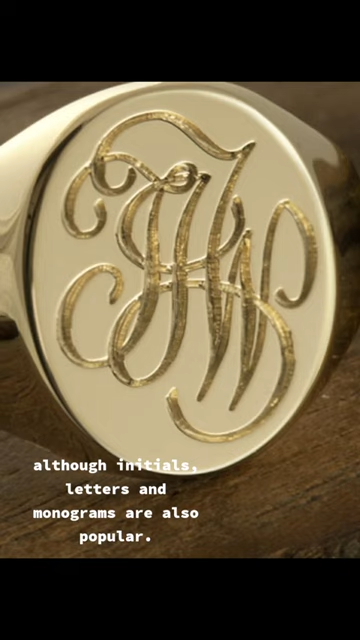 although initials,
letters and
monograms are also
popular.